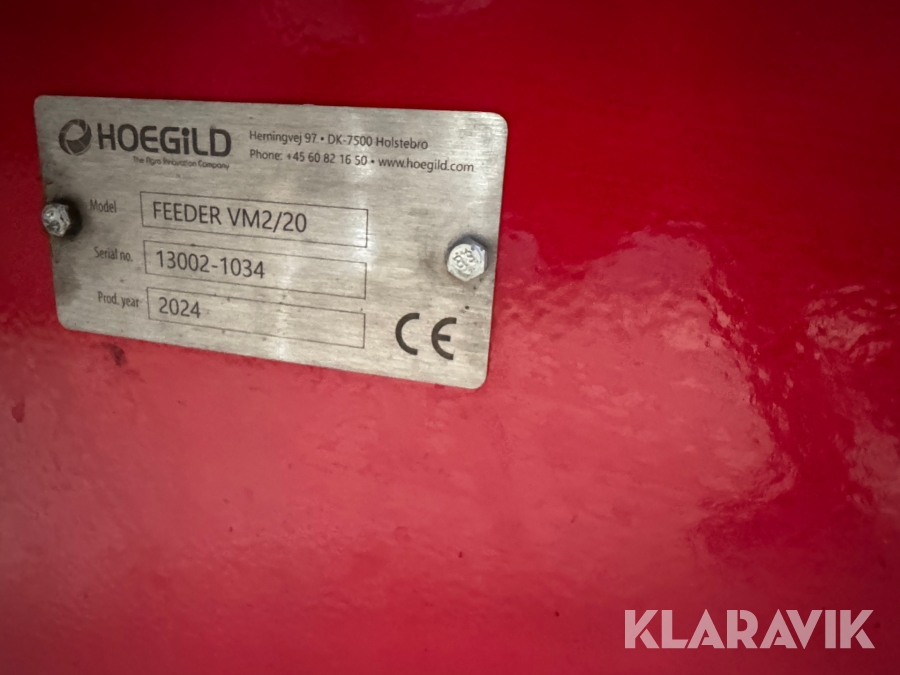 HOEGiLD
The Agro Innovation Company
Herningvej 97 • DK-7500 Holstebro
Phone: +45 60 82 16 50 • www.hoegild.com
Model FEEDER VM2/20
Serial no. 13002-1034
Prod. year 2024
CE
KLARAVIK